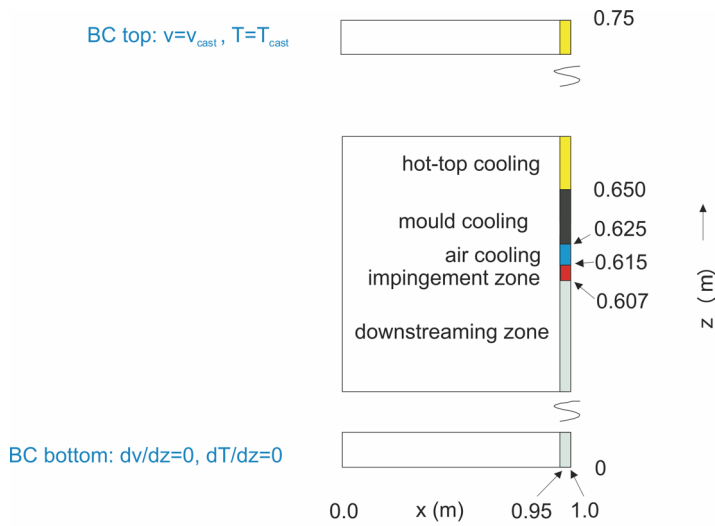 BC top: v=vcast , T=Tcast
0.75
hot-top cooling
0.650
mould cooling
0.625
air cooling
0.615
impingement zone
0.607
downstreaming zone
z (m)
BC bottom: dv/dz=0, dT/dz=0
0
0.0
x (m)
0.95
1.0